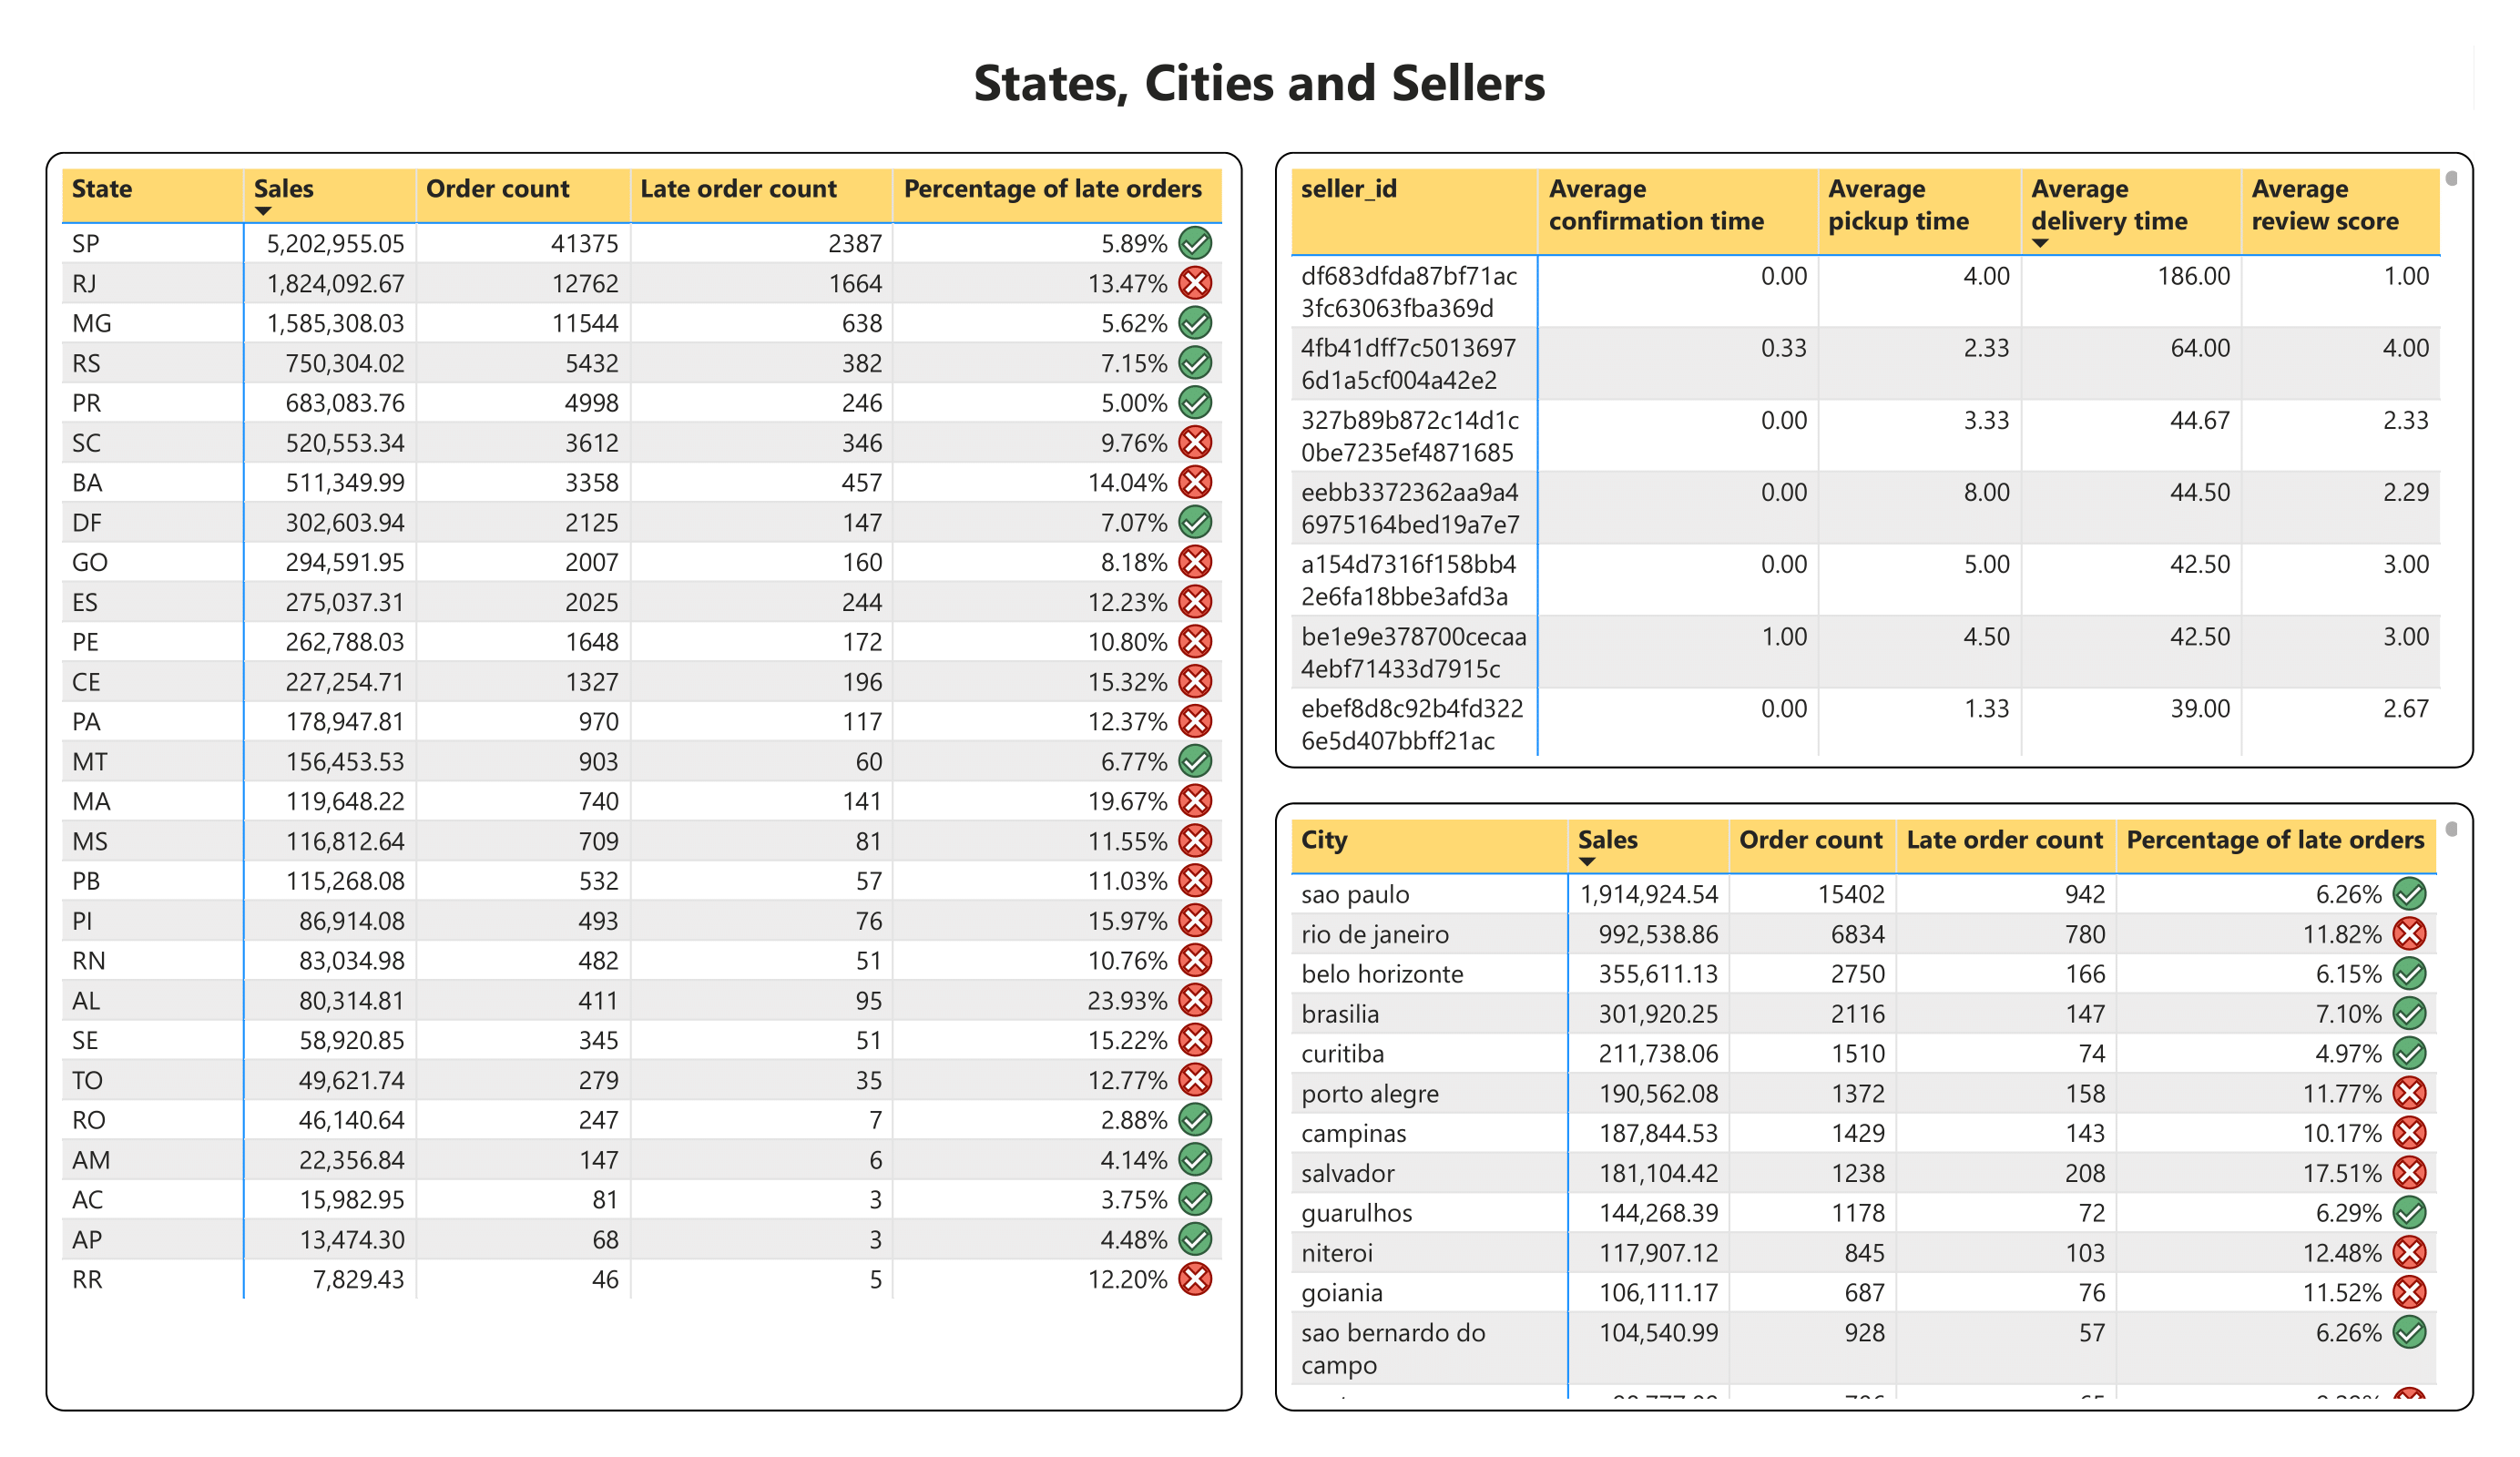 States, Cities and Sellers
State Sales Order count Late order count Percentage of late orders
SP 5,202,955.05 41375 2387 5.89%
RJ 1,824,092.67 12762 1664 13.47%
MG 1,585,308.03 11544 638 5.62%
RS 750,304.02 5432 382 7.15%
PR 683,083.76 4998 246 5.00%
SC 520,553.34 3612 346 9.76%
BA 511,349.99 3358 457 14.04%
DF 302,603.94 2125 147 7.07%
GO 294,591.95 2007 160 8.18%
ES 275,037.31 2025 244 12.23%
PE 262,788.03 1648 172 10.80%
CE 227,254.71 1327 196 15.32%
PA 178,947.81 970 117 12.37%
MT 156,453.53 903 60 6.77%
MA 119,648.22 740 141 19.67%
MS 116,812.64 709 81 11.55%
PB 115,268.08 532 57 11.03%
PI 86,914.08 493 76 15.97%
RN 83,034.98 482 51 10.76%
AL 80,314.81 411 95 23.93%
SE 58,920.85 345 51 15.22%
TO 49,621.74 279 35 12.77%
RO 46,140.64 247 7 2.88%
AM 22,356.84 147 6 4.14%
AC 15,982.95 81 3 3.75%
AP 13,474.30 68 3 4.48%
RR 7,829.43 46 5 12.20%
seller_id Average Average Average Average
confirmation time pickup time delivery time review score
df683dfda87bf71ac 0.00 4.00 186.00 1.00
3fc63063fba369d
4fb41dff7c5013697 0.33 2.33 64.00 4.00
6d1a5cf004a42e2
327b89b872c14d1c 0.00 3.33 44.67 2.33
0be7235ef4871685
eebb3372362aa9a4 0.00 8.00 44.50 2.29
6975164bed19a7e7
a154d7316f158bb4 0.00 5.00 42.50 3.00
2e6fa18bbe3afd3a
be1e9e378700cecaa 1.00 4.50 42.50 3.00
4ebf71433d7915c
ebef8d8c92b4fd322 0.00 1.33 39.00 2.67
6e5d407bbff21ac
City Sales Order count Late order count Percentage of late orders
sao paulo 1,914,924.54 15402 942 6.26%
rio de janeiro 992,538.86 6834 780 11.82%
belo horizonte 355,611.13 2750 166 6.15%
brasilia 301,920.25 2116 147 7.10%
curitiba 211,738.06 1510 74 4.97%
porto alegre 190,562.08 1372 158 11.77%
campinas 187,844.53 1429 143 10.17%
salvador 181,104.42 1238 208 17.51%
guarulhos 144,268.39 1178 72 6.29%
niteroi 117,907.12 845 103 12.48%
goiania 106,111.17 687 76 11.52%
sao bernardo do 104,540.99 928 57 6.26%
campo